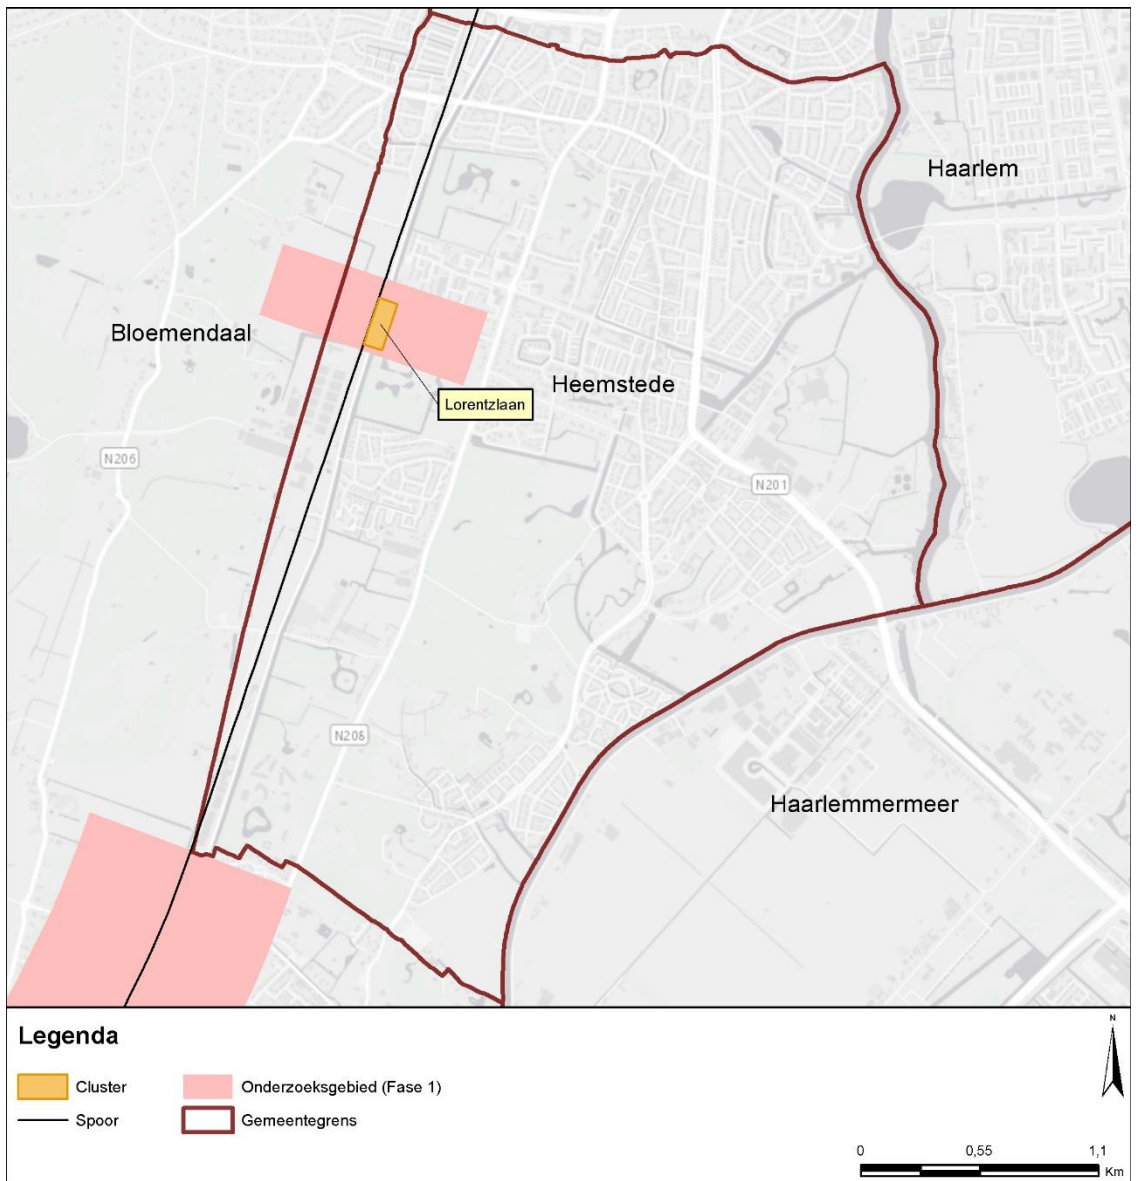 Haarlem
Bloemendaal
Heemstede
Lorentzlaan
N206
N201
N208
Haarlemmermeer
Legenda
Cluster
Onderzoeksgebied (Fase 1)
Spoor
Gemeentegrens
N
0 0,55 1,1
Km